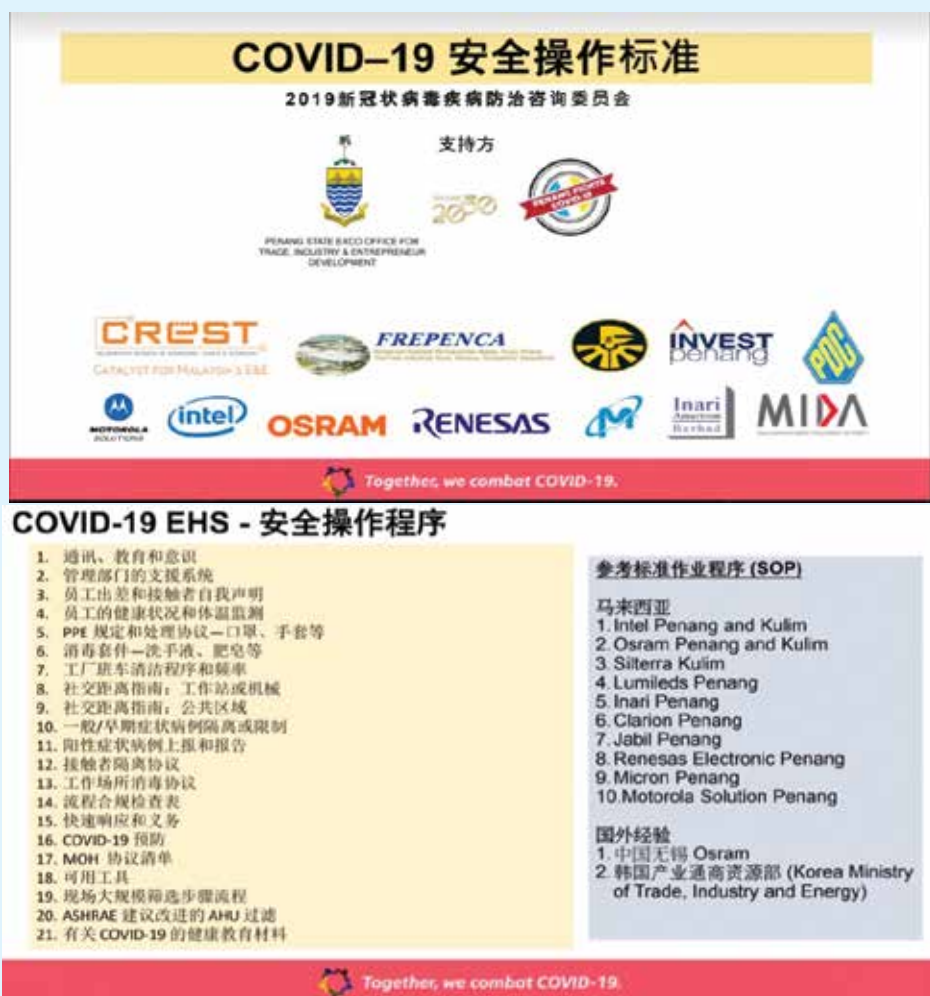 COVID–19 安全操作标准
2019新冠状病毒疾病防治咨询委员会
支持方
2030
PENANG FIGHTS
COVID-19
PENANG STATE EXCO OFFICE FOR
TRADE, INDUSTRY & ENTREPRENEUR
DEVELOPMENT
CREST
CATALYST FOR MALAYSIA'S E&E
FREPENCA
INVEST
penang
PDC
MOTOROLA
SOLUTIONS
intel
OSRAM
RENESAS
Inari
Amertron
Berhad
MIDA
Together, we combat COVID-19.
COVID-19 EHS - 安全操作程序
1. 通讯、教育和意识
2. 管理部门的支援系统
3. 员工出差和接触者自我声明
4. 员工的健康状况和体温监测
5. PPE 规定和处理协议—口罩、手套等
6. 消毒套件—洗手液、肥皂等
7. 工厂班车清洁程序和频率
8. 社交距离指南：工作站或机械
9. 社交距离指南：公共区域
10. 一般/早期症状病例隔离或限制
11. 阳性症状病例上报和报告
12. 接触者隔离协议
13. 工作场所消毒协议
14. 流程合规检查表
15. 快速响应和义务
16. COVID-19 预防
17. MOH 协议清单
18. 可用工具
19. 现场大规模筛选步骤流程
20. ASHRAE 建议改进的 AHU 过滤
21. 有关 COVID-19 的健康教育材料
参考标准作业程序 (SOP)
马来西亚
1. Intel Penang and Kulim
2. Osram Penang and Kulim
3. Silterra Kulim
4. Lumileds Penang
5. Inari Penang
6. Clarion Penang
7. Jabil Penang
8. Renesas Electronic Penang
9. Micron Penang
10. Motorola Solution Penang
国外经验
1. 中国无锡 Osram
2. 韩国产业通商资源部 (Korea Ministry
of Trade, Industry and Energy)
Together, we combat COVID-19.